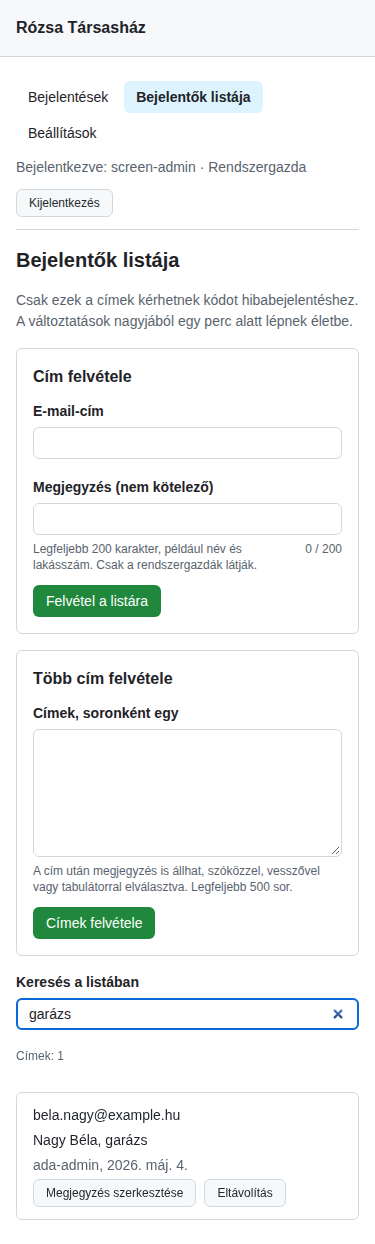 Rózsa Társasház
Bejelentések
Bejelentők listája
Beállítások
Bejelentkezve: screen-admin · Rendszergazda
Kijelentkezés
Bejelentők listája
Csak ezek a címek kérhetnek kódot hibabejelentéshez.
A változtatások nagyjából egy perc alatt lépnek életbe.
Cím felvétele
E-mail-cím
Megjegyzés (nem kötelező)
Legfeljebb 200 karakter, például név és
lakásszám. Csak a rendszergazdák látják.
0 / 200
Felvétel a listára
Több cím felvétele
Címek, soronként egy
A cím után megjegyzés is állhat, szóközzel, vesszővel
vagy tabulátorral elválasztva. Legfeljebb 500 sor.
Címek felvétele
Keresés a listában
garázs
Címek: 1
bela.nagy@example.hu
Nagy Béla, garázs
ada-admin, 2026. máj. 4.
Megjegyzés szerkesztése
Eltávolítás